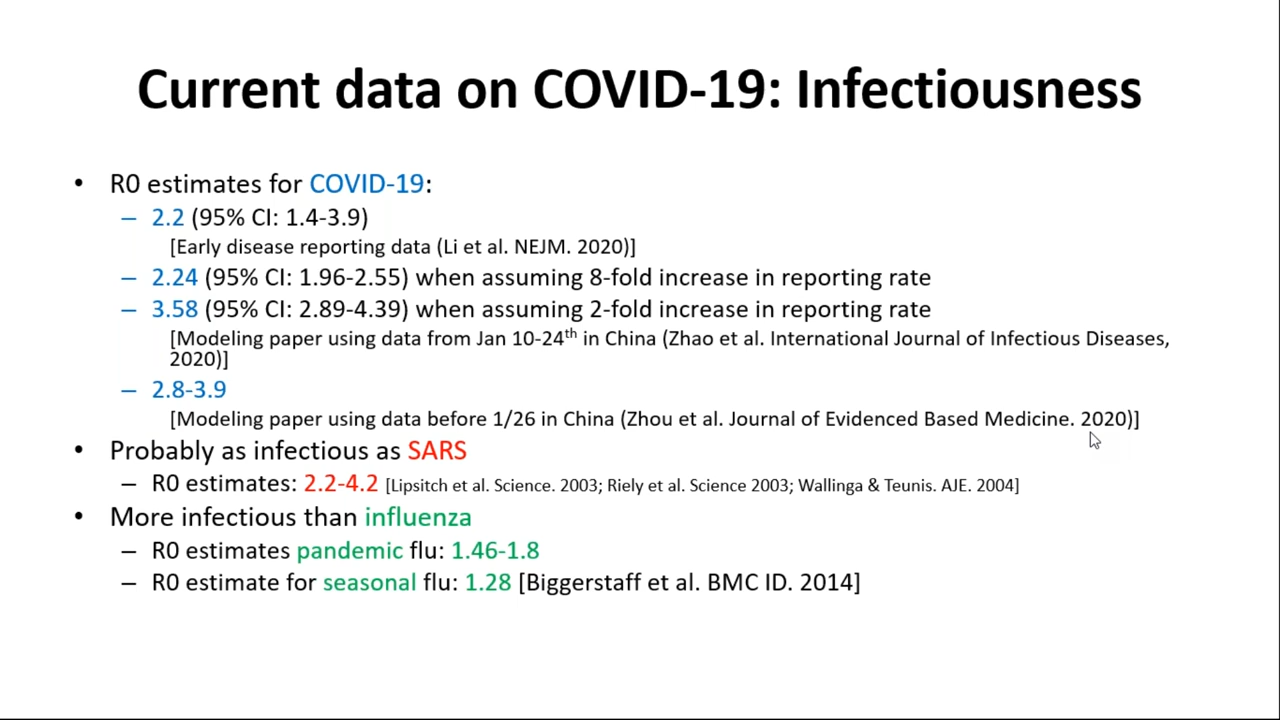 Current data on COVID-19: Infectiousness
• R0 estimates for COVID-19:
– 2.2 (95% CI: 1.4-3.9)
[Early disease reporting data (Li et al. NEJM. 2020)]
– 2.24 (95% CI: 1.96-2.55) when assuming 8-fold increase in reporting rate
– 3.58 (95% CI: 2.89-4.39) when assuming 2-fold increase in reporting rate
[Modeling paper using data from Jan 10-24th in China (Zhao et al. International Journal of Infectious Diseases,
2020)]
– 2.8-3.9
[Modeling paper using data before 1/26 in China (Zhou et al. Journal of Evidenced Based Medicine. 2020)]
• Probably as infectious as SARS
– R0 estimates: 2.2-4.2 [Lipsitch et al. Science. 2003; Riely et al. Science 2003; Wallinga & Teunis. AJE. 2004]
• More infectious than influenza
– R0 estimates pandemic flu: 1.46-1.8
– R0 estimate for seasonal flu: 1.28 [Biggerstaff et al. BMC ID. 2014]